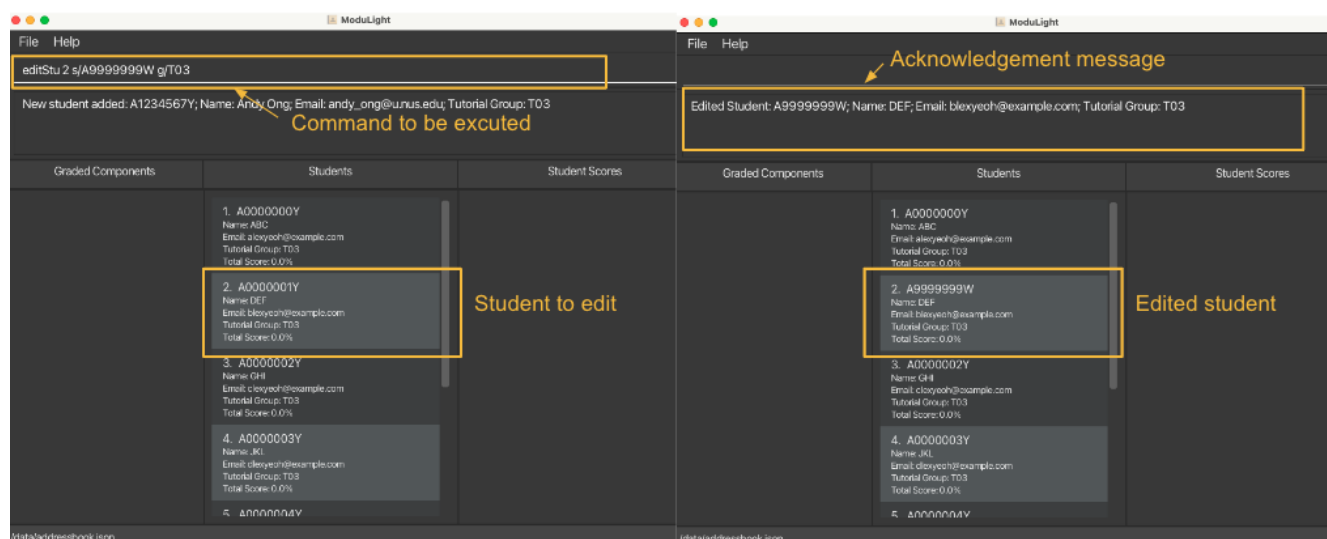 ModuLight
File Help
editStu 2 s/A9999999W g/T03
New student added: A1234567Y; Name: Andy Ong; Email: andy_ong@u.nus.edu; Tutorial Group: T03
Command to be excuted
Graded Components Students Student Scores
1. A0000000Y
Name: ABC
Email: alexyeoh@example.com
Tutorial Group: T03
Total Score: 0.0%
2. A0000001Y
Name: DEF
Email: blexyeoh@example.com
Tutorial Group: T03
Total Score: 0.0%
Student to edit
3. A0000002Y
Name: GHI
Email: clexyeoh@example.com
Tutorial Group: T03
Total Score: 0.0%
4. A0000003Y
Name: JKL
Email: dlexyeoh@example.com
Tutorial Group: T03
Total Score: 0.0%
5. A0000004Y
/data/addressbook.json
ModuLight
File Help
Acknowledgement message
Edited Student: A9999999W; Name: DEF; Email: blexyeoh@example.com; Tutorial Group: T03
Graded Components Students Student Scores
1. A0000000Y
Name: ABC
Email: alexyeoh@example.com
Tutorial Group: T03
Total Score: 0.0%
2. A9999999W
Name: DEF
Email: blexyeoh@example.com
Tutorial Group: T03
Total Score: 0.0%
Edited student
3. A0000002Y
Name: GHI
Email: clexyeoh@example.com
Tutorial Group: T03
Total Score: 0.0%
4. A0000003Y
Name: JKL
Email: dlexyeoh@example.com
Tutorial Group: T03
Total Score: 0.0%
5. A0000004Y
/data/addressbook.json